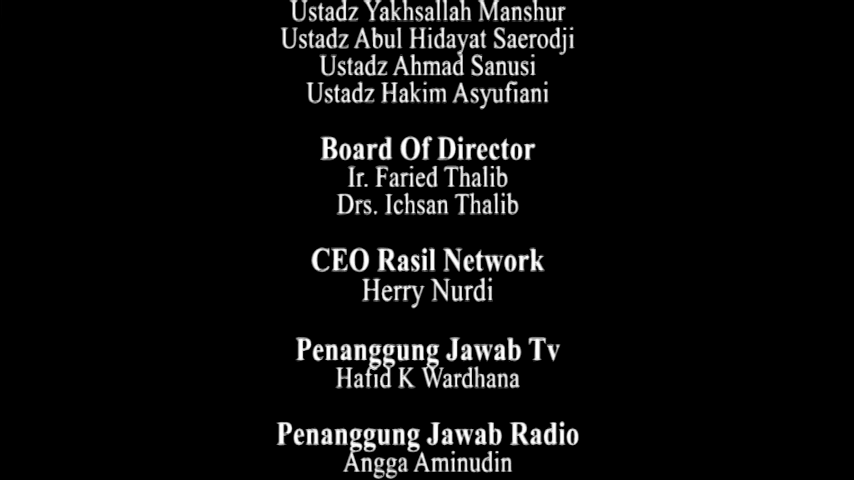 Ustadz Yakhsallah Manshur
Ustadz Abul Hidayat Saerodji
Ustadz Ahmad Sanusi
Ustadz Hakim Asyufiani
Board Of Director
Ir. Faried Thalib
Drs. Ichsan Thalib
CEO Rasil Network
Herry Nurdi
Penanggung Jawab Tv
Hafid K Wardhana
Penanggung Jawab Radio
Angga Aminudin